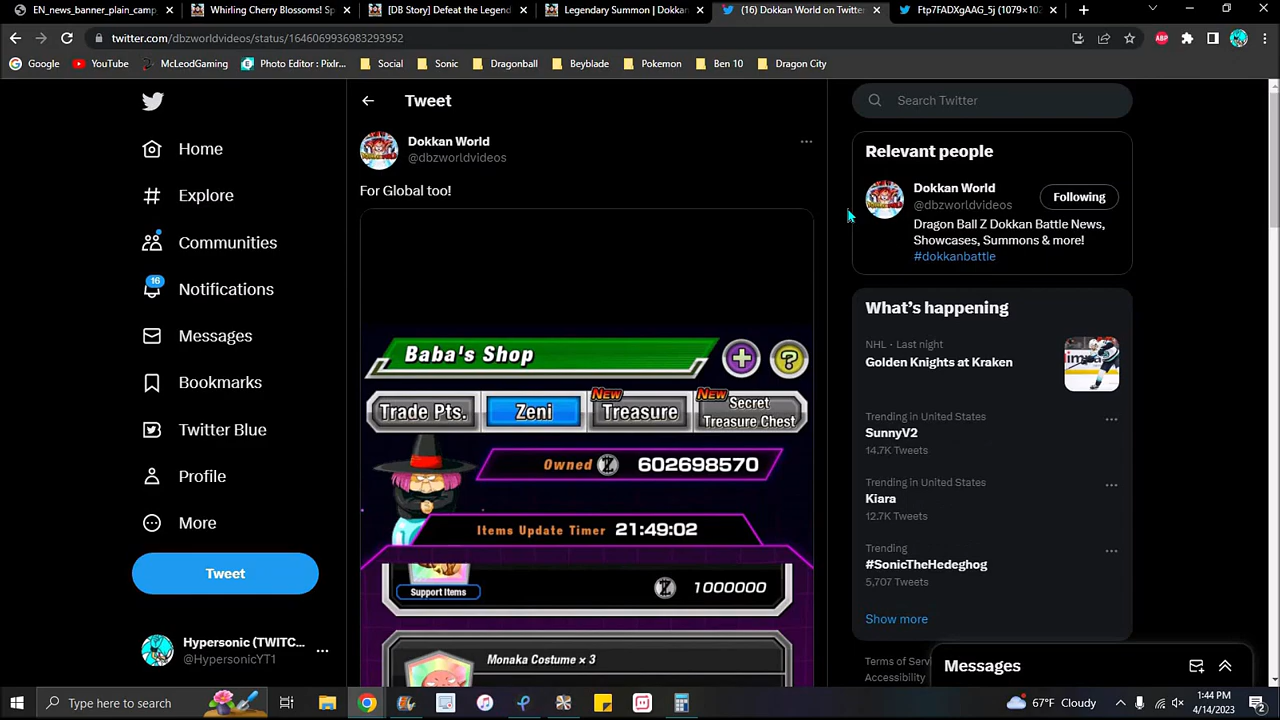 EN_news_banner_plain_camp
Whirling Cherry Blossoms! Sp
[DB Story] Defeat the Legend
Legendary Summon | Dokkan
(16) Dokkan World on Twitter
Ftp7FADXgAAG_5j (1079×102
twitter.com/dbzworldvideos/status/1646069936983293952
ABP
Google
YouTube
McLeodGaming
Photo Editor : Pixlr...
Social
Sonic
Dragonball
Beyblade
Pokemon
Ben 10
Dragon City
Home
Explore
Communities
16
Notifications
Messages
Bookmarks
Twitter Blue
Profile
More
Tweet
Hypersonic (TWITC...
@HypersonicYT1
Tweet
Dokkan World
@dbzworldvideos
For Global too!
Baba's Shop
Trade Pts.
Zeni
NEW
Treasure
NEW
Secret
Treasure Chest
Owned 602698570
Items Update Timer 21:49:02
Support Items
1000000
Monaka Costume × 3
Search Twitter
Relevant people
Dokkan World
@dbzworldvideos
Following
Dragon Ball Z Dokkan Battle News,
Showcases, Summons & more!
#dokkanbattle
What's happening
NHL · Last night
Golden Knights at Kraken
Trending in United States
SunnyV2
14.7K Tweets
Trending in United States
Kiara
12.7K Tweets
Trending
#SonicTheHedeghog
5,707 Tweets
Show more
Terms of Servi
Accessibility
Messages
Type here to search
67°F Cloudy
1:44 PM
4/14/2023
2